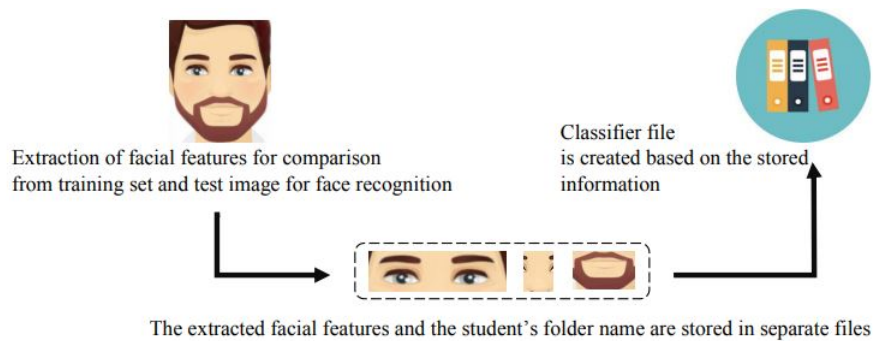 Extraction of facial features for comparison
from training set and test image for face recognition
Classifier file
is created based on the stored
information
The extracted facial features and the student's folder name are stored in separate files